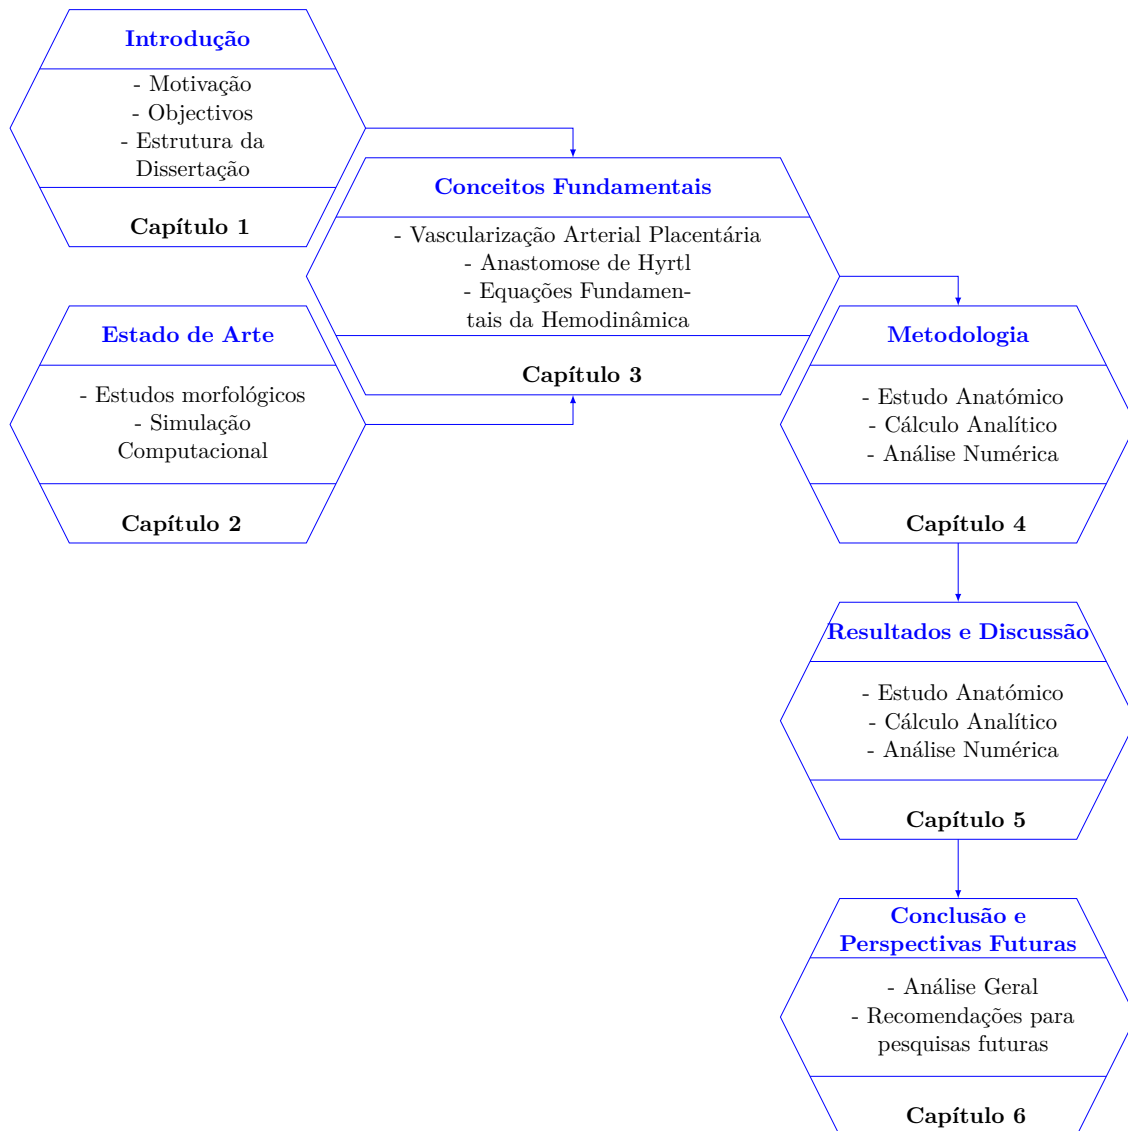 Introdução
- Motivação
- Objectivos
- Estrutura da
Dissertação
Capítulo 1
Estado de Arte
- Estudos morfológicos
- Simulação
Computacional
Capítulo 2
Conceitos Fundamentais
- Vascularização Arterial Placentária
- Anastomose de Hyrtl
- Equações Fundamen-
tais da Hemodinâmica
Capítulo 3
Metodologia
- Estudo Anatómico
- Cálculo Analítico
- Análise Numérica
Capítulo 4
Resultados e Discussão
- Estudo Anatómico
- Cálculo Analítico
- Análise Numérica
Capítulo 5
Conclusão e
Perspectivas Futuras
- Análise Geral
- Recomendações para
pesquisas futuras
Capítulo 6